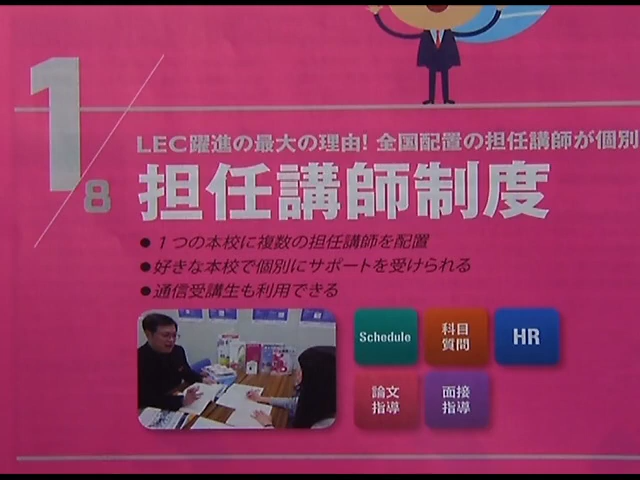 1/8
LEC躍進の最大の理由! 全国配置の担任講師が個別
担任講師制度
●1つの本校に複数の担任講師を配置
●好きな本校で個別にサポートを受けられる
●通信受講生も利用できる
Schedule
科目
質問
HR
論文
指導
面接
指導